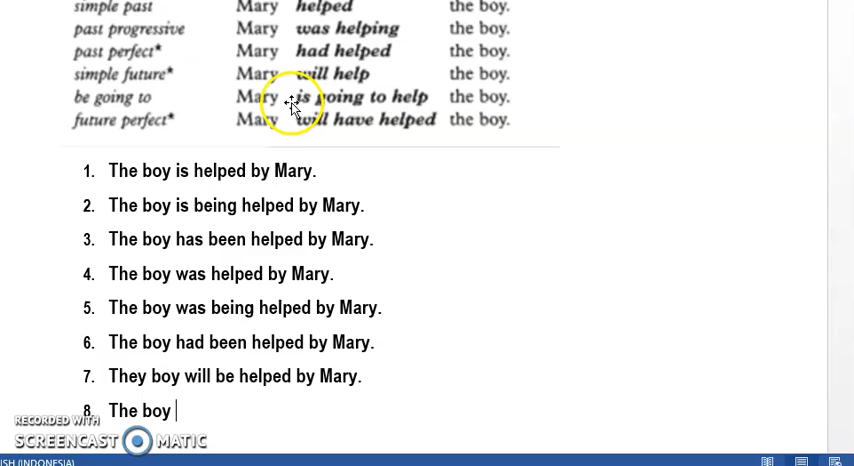 simple past Mary helped the boy.
past progressive Mary was helping the boy.
past perfect* Mary had helped the boy.
simple future* Mary will help the boy.
be going to Mary is going to help the boy.
future perfect* Mary will have helped the boy.
1. The boy is helped by Mary.
2. The boy is being helped by Mary.
3. The boy has been helped by Mary.
4. The boy was helped by Mary.
5. The boy was being helped by Mary.
6. The boy had been helped by Mary.
7. They boy will be helped by Mary.
8. The boy
RECORDED WITH
SCREENCAST MATIC
ISH (INDONESIA)